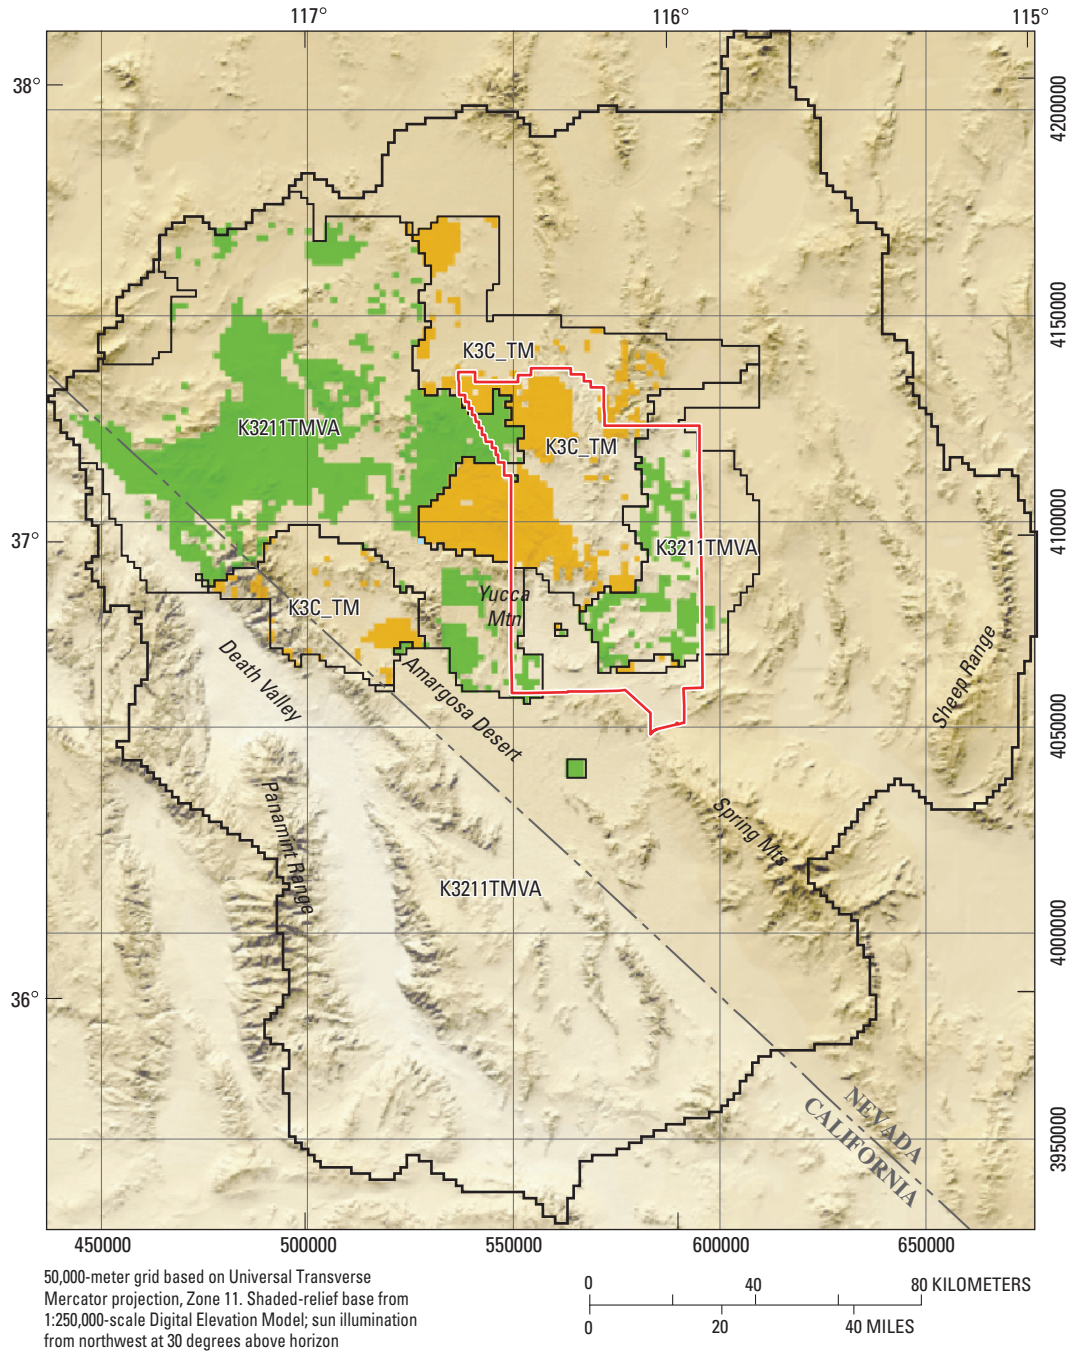 117°
116°
115°
38°
4200000
4150000
K3C_TM
K3211TMVA
K3C_TM
4100000
37°
K3211TMVA
Yucca
Mtn
K3C_TM
Death Valley
Amargosa Desert
Sheep Range
4050000
Panamint Range
Spring Mts
K3211TMVA
4000000
36°
NEVADA
CALIFORNIA
3950000
450000
500000
550000
600000
650000
50,000-meter grid based on Universal Transverse
Mercator projection, Zone 11. Shaded-relief base from
1:250,000-scale Digital Elevation Model; sun illumination
from northwest at 30 degrees above horizon
0
40
80 KILOMETERS
0
20
40 MILES